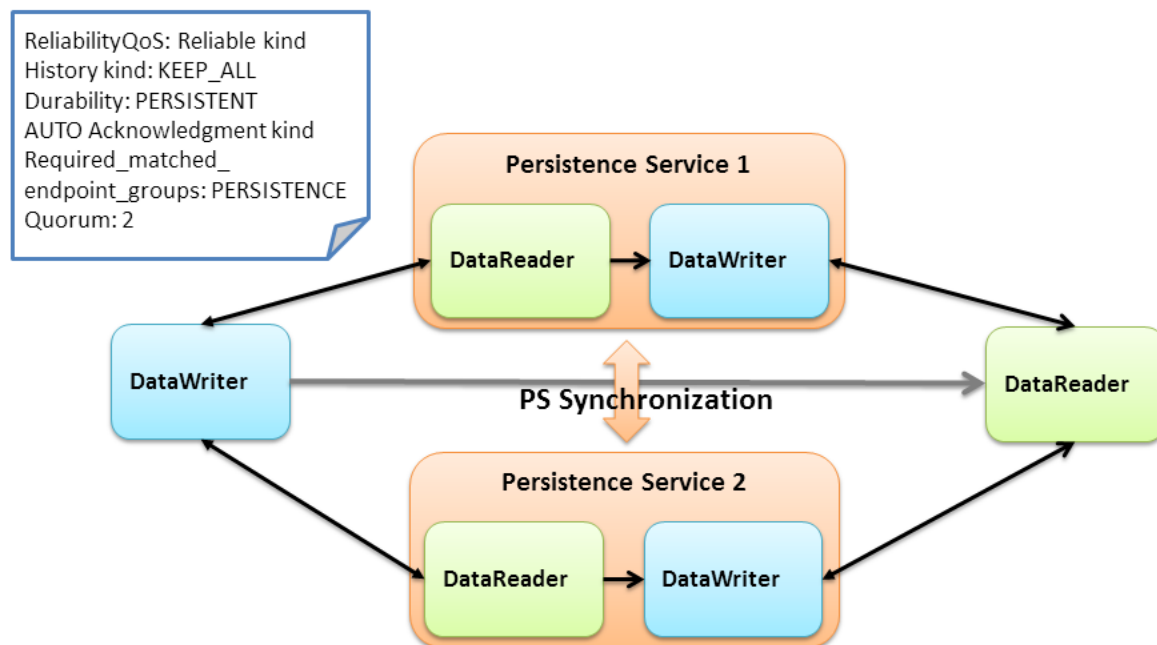 ReliabilityQoS: Reliable kind
History kind: KEEP_ALL
Durability: PERSISTENT
AUTO Acknowledgment kind
Required_matched_
endpoint_groups: PERSISTENCE
Quorum: 2
Persistence Service 1
DataReader
DataWriter
DataWriter
PS Synchronization
DataReader
Persistence Service 2
DataReader
DataWriter